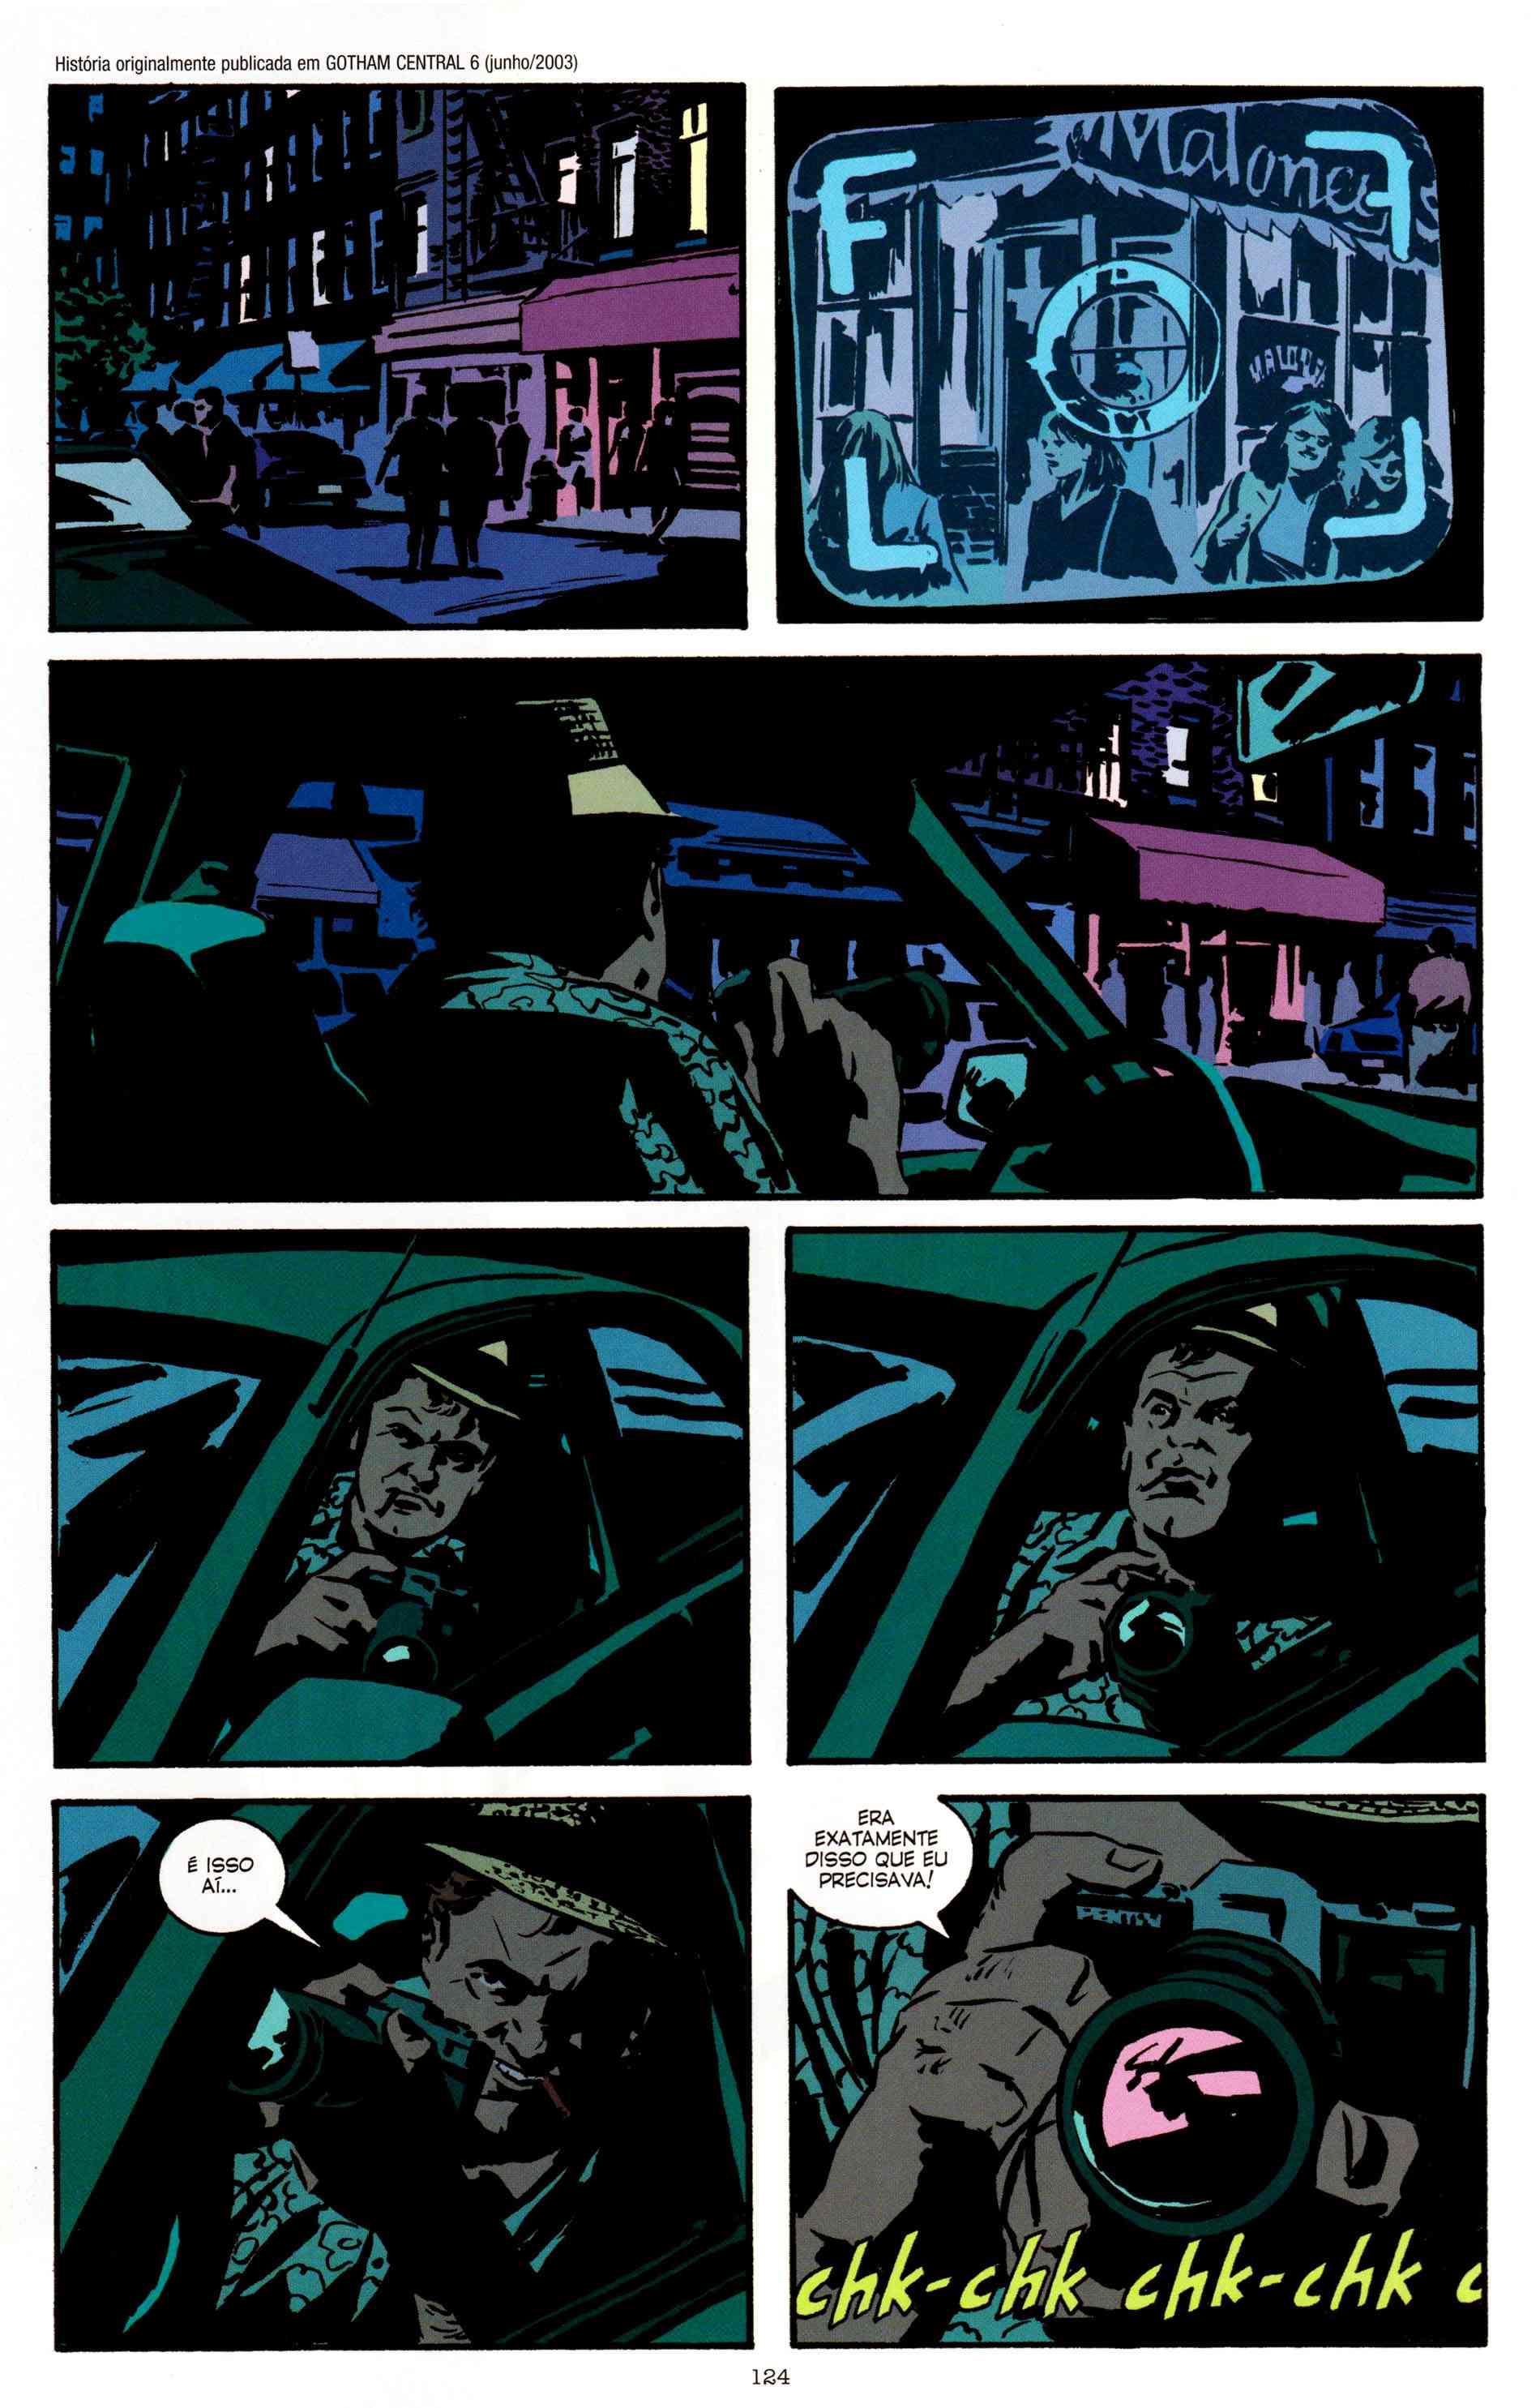 História originalmente publicada em GOTHAM CENTRAL 6 (junho/2003)
Malone
É ISSO
AÍ...
ERA
EXATAMENTE
DISSO QUE EU
PRECISAVA!
chk-chk chk-chk c
124